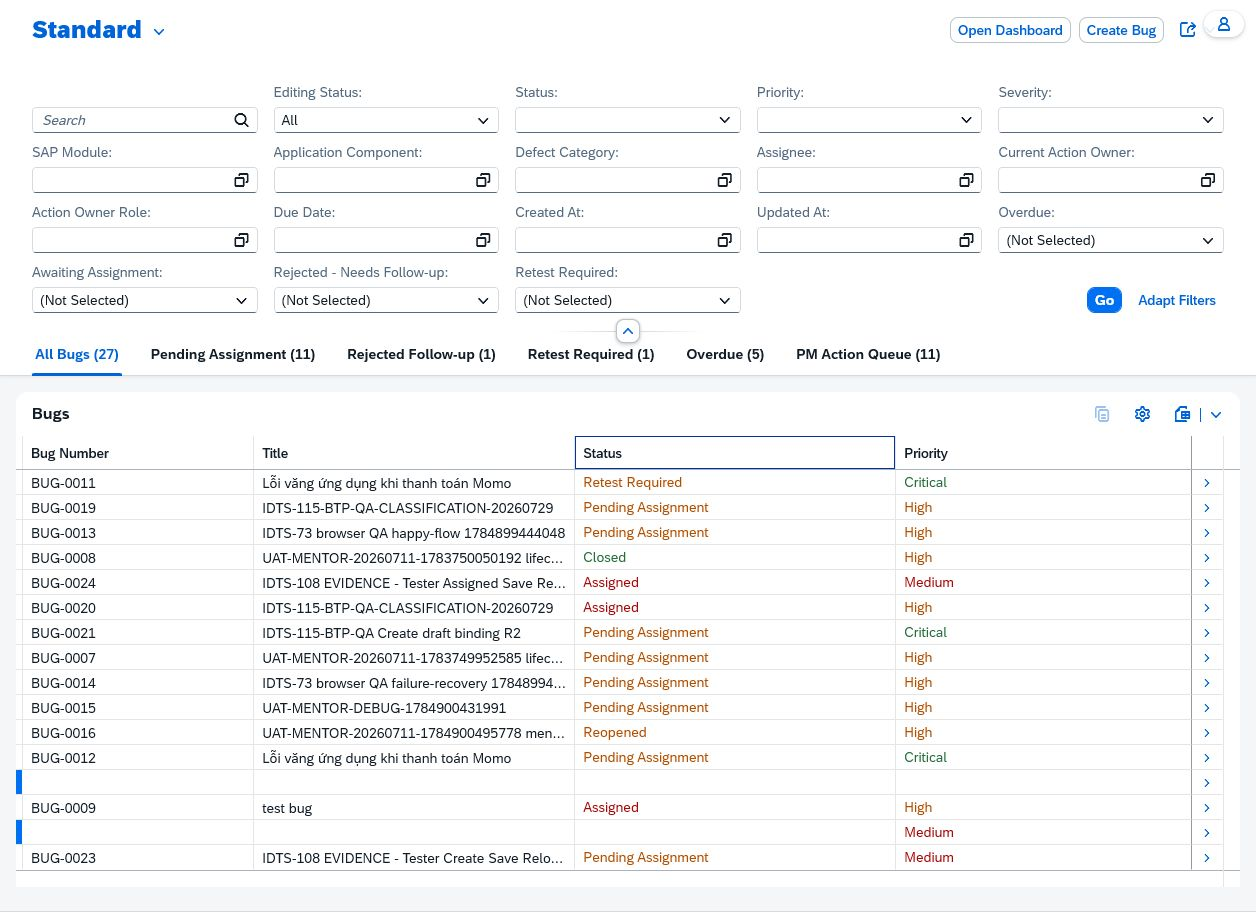 Standard
Open Dashboard Create Bug
Editing Status: Status: Priority: Severity:
Search All
SAP Module: Application Component: Defect Category: Assignee: Current Action Owner:
Action Owner Role: Due Date: Created At: Updated At: Overdue:
(Not Selected)
Awaiting Assignment: Rejected - Needs Follow-up: Retest Required:
(Not Selected) (Not Selected) (Not Selected) Go Adapt Filters
All Bugs (27) Pending Assignment (11) Rejected Follow-up (1) Retest Required (1) Overdue (5) PM Action Queue (11)
Bugs
Bug Number Title Status Priority
BUG-0011 Lỗi văng ứng dụng khi thanh toán Momo Retest Required Critical
BUG-0019 IDTS-115-BTP-QA-CLASSIFICATION-20260729 Pending Assignment High
BUG-0013 IDTS-73 browser QA happy-flow 1784899444048 Pending Assignment High
BUG-0008 UAT-MENTOR-20260711-1783750050192 lifec... Closed High
BUG-0024 IDTS-108 EVIDENCE - Tester Assigned Save Re... Assigned Medium
BUG-0020 IDTS-115-BTP-QA-CLASSIFICATION-20260729 Assigned High
BUG-0021 IDTS-115-BTP-QA Create draft binding R2 Pending Assignment Critical
BUG-0007 UAT-MENTOR-20260711-1783749952585 lifec... Pending Assignment High
BUG-0014 IDTS-73 browser QA failure-recovery 17848994... Pending Assignment High
BUG-0015 UAT-MENTOR-DEBUG-1784900431991 Pending Assignment High
BUG-0016 UAT-MENTOR-20260711-1784900495778 men... Reopened High
BUG-0012 Lỗi văng ứng dụng khi thanh toán Momo Pending Assignment Critical
BUG-0009 test bug Assigned High
Medium
BUG-0023 IDTS-108 EVIDENCE - Tester Create Save Relo... Pending Assignment Medium